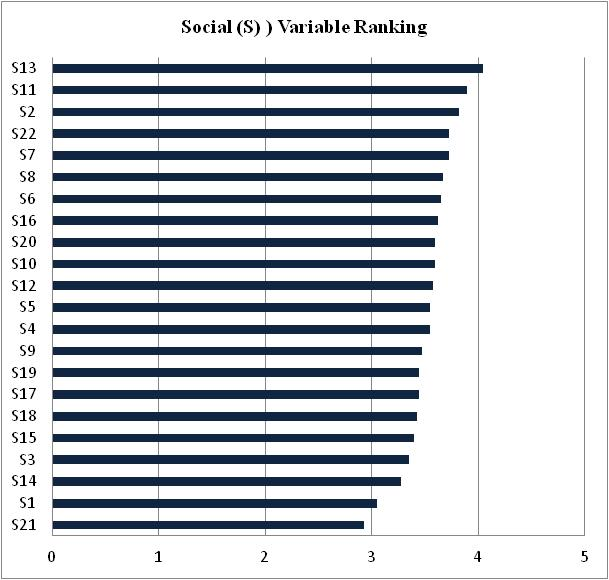 Social (S) ) Variable Ranking
S13
S11
S2
S22
S7
S8
S6
S16
S20
S10
S12
S5
S4
S9
S19
S17
S18
S15
S3
S14
S1
S21
0 1 2 3 4 5